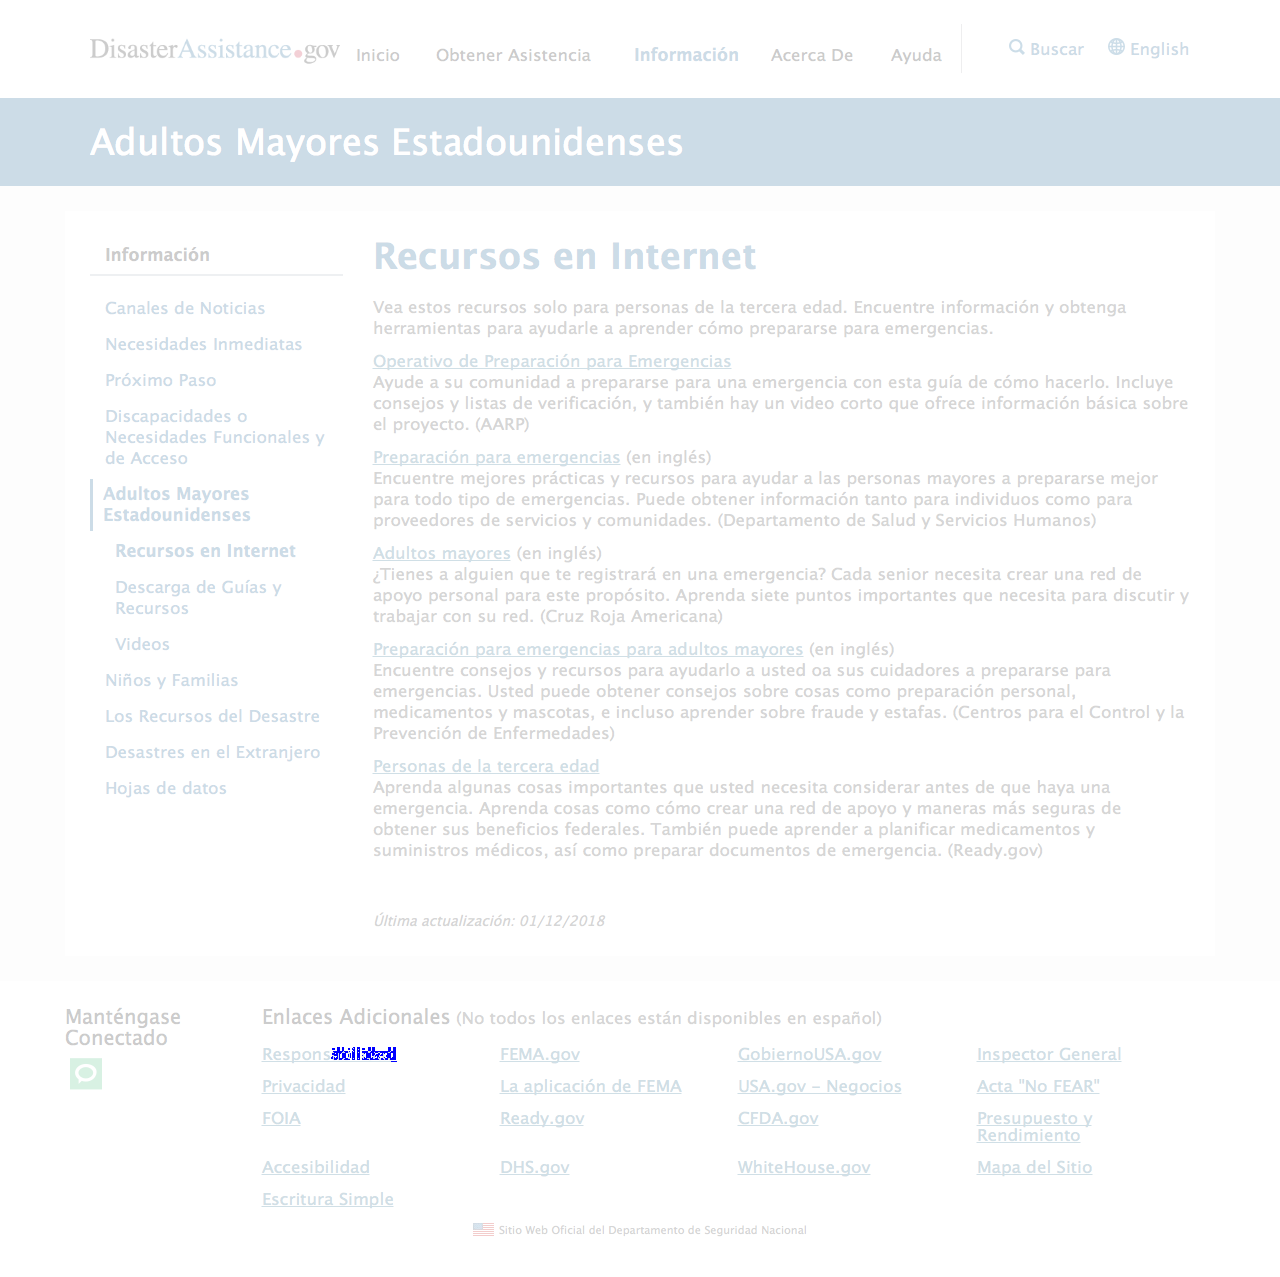 DisasterAssistance.gov
Inicio Obtener Asistencia Información Acerca De Ayuda Buscar English
Adultos Mayores Estadounidenses
Información
Canales de Noticias
Necesidades Inmediatas
Próximo Paso
Discapacidades o
Necesidades Funcionales y
de Acceso
Adultos Mayores
Estadounidenses
Recursos en Internet
Descarga de Guías y
Recursos
Videos
Niños y Familias
Los Recursos del Desastre
Desastres en el Extranjero
Hojas de datos
Recursos en Internet
Vea estos recursos solo para personas de la tercera edad. Encuentre información y obtenga
herramientas para ayudarle a aprender cómo prepararse para emergencias.
Operativo de Preparación para Emergencias
Ayude a su comunidad a prepararse para una emergencia con esta guía de cómo hacerlo. Incluye
consejos y listas de verificación, y también hay un video corto que ofrece información básica sobre
el proyecto. (AARP)
Preparación para emergencias (en inglés)
Encuentre mejores prácticas y recursos para ayudar a las personas mayores a prepararse mejor
para todo tipo de emergencias. Puede obtener información tanto para individuos como para
proveedores de servicios y comunidades. (Departamento de Salud y Servicios Humanos)
Adultos mayores (en inglés)
¿Tienes a alguien que te registrará en una emergencia? Cada senior necesita crear una red de
apoyo personal para este propósito. Aprenda siete puntos importantes que necesita para discutir y
trabajar con su red. (Cruz Roja Americana)
Preparación para emergencias para adultos mayores (en inglés)
Encuentre consejos y recursos para ayudarlo a usted oa sus cuidadores a prepararse para
emergencias. Usted puede obtener consejos sobre cosas como preparación personal,
medicamentos y mascotas, e incluso aprender sobre fraude y estafas. (Centros para el Control y la
Prevención de Enfermedades)
Personas de la tercera edad
Aprenda algunas cosas importantes que usted necesita considerar antes de que haya una
emergencia. Aprenda cosas como cómo crear una red de apoyo y maneras más seguras de
obtener sus beneficios federales. También puede aprender a planificar medicamentos y
suministros médicos, así como preparar documentos de emergencia. (Ready.gov)
Última actualización: 01/12/2018
Manténgase
Conectado
Enlaces Adicionales (No todos los enlaces están disponibles en español)
FEMA.gov GobiernoUSA.gov Inspector General
Privacidad La aplicación de FEMA USA.gov – Negocios Acta "No FEAR"
FOIA Ready.gov CFDA.gov Presupuesto y
Rendimiento
Accesibilidad DHS.gov WhiteHouse.gov Mapa del Sitio
Escritura Simple
Sitio Web Oficial del Departamento de Seguridad Nacional